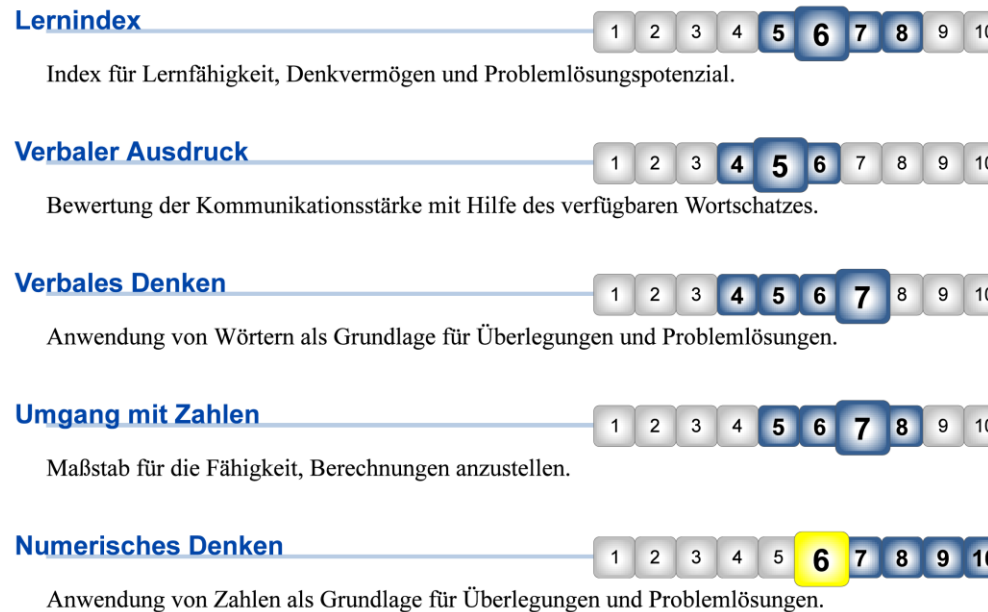 Lernindex 1 2 3 4 5 6 7 8 9 10
Index für Lernfähigkeit, Denkvermögen und Problemlösungspotenzial.
Verbaler Ausdruck 1 2 3 4 5 6 7 8 9 10
Bewertung der Kommunikationsstärke mit Hilfe des verfügbaren Wortschatzes.
Verbales Denken 1 2 3 4 5 6 7 8 9 10
Anwendung von Wörtern als Grundlage für Überlegungen und Problemlösungen.
Umgang mit Zahlen 1 2 3 4 5 6 7 8 9 10
Maßstab für die Fähigkeit, Berechnungen anzustellen.
Numerisches Denken 1 2 3 4 5 6 7 8 9 10
Anwendung von Zahlen als Grundlage für Überlegungen und Problemlösungen.